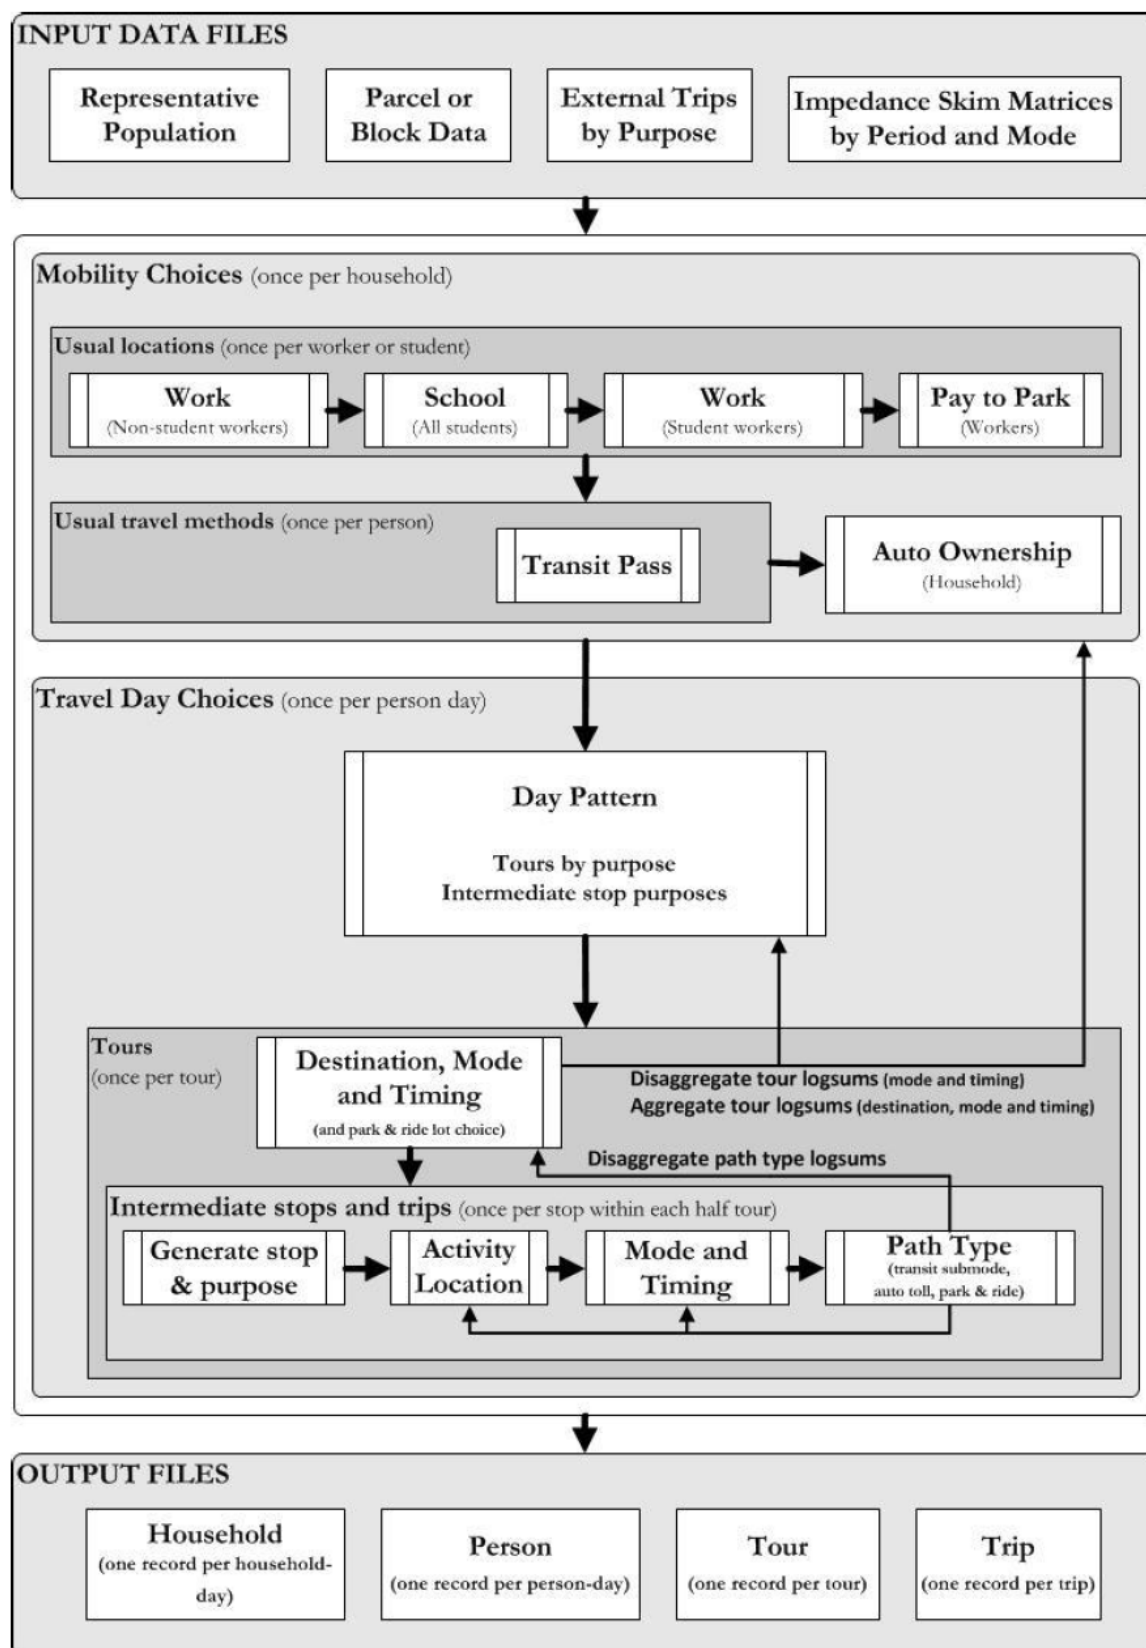 INPUT DATA FILES
Representative
Population
Parcel or
Block Data
External Trips
by Purpose
Impedance Skim Matrices
by Period and Mode
Mobility Choices (once per household)
Usual locations (once per worker or student)
Work
(Non-student workers)
School
(All students)
Work
(Student workers)
Pay to Park
(Workers)
Usual travel methods (once per person)
Transit Pass
Auto Ownership
(Household)
Travel Day Choices (once per person day)
Day Pattern
Tours by purpose
Intermediate stop purposes
Tours
(once per tour)
Destination, Mode
and Timing
(and park & ride lot choice)
Disaggregate tour logsums (mode and timing)
Aggregate tour logsums (destination, mode and timing)
Disaggregate path type logsums
Intermediate stops and trips (once per stop within each half tour)
Generate stop
& purpose
Activity
Location
Mode and
Timing
Path Type
(transit submode,
auto toll, park & ride)
OUTPUT FILES
Household
(one record per household-
day)
Person
(one record per person-day)
Tour
(one record per tour)
Trip
(one record per trip)